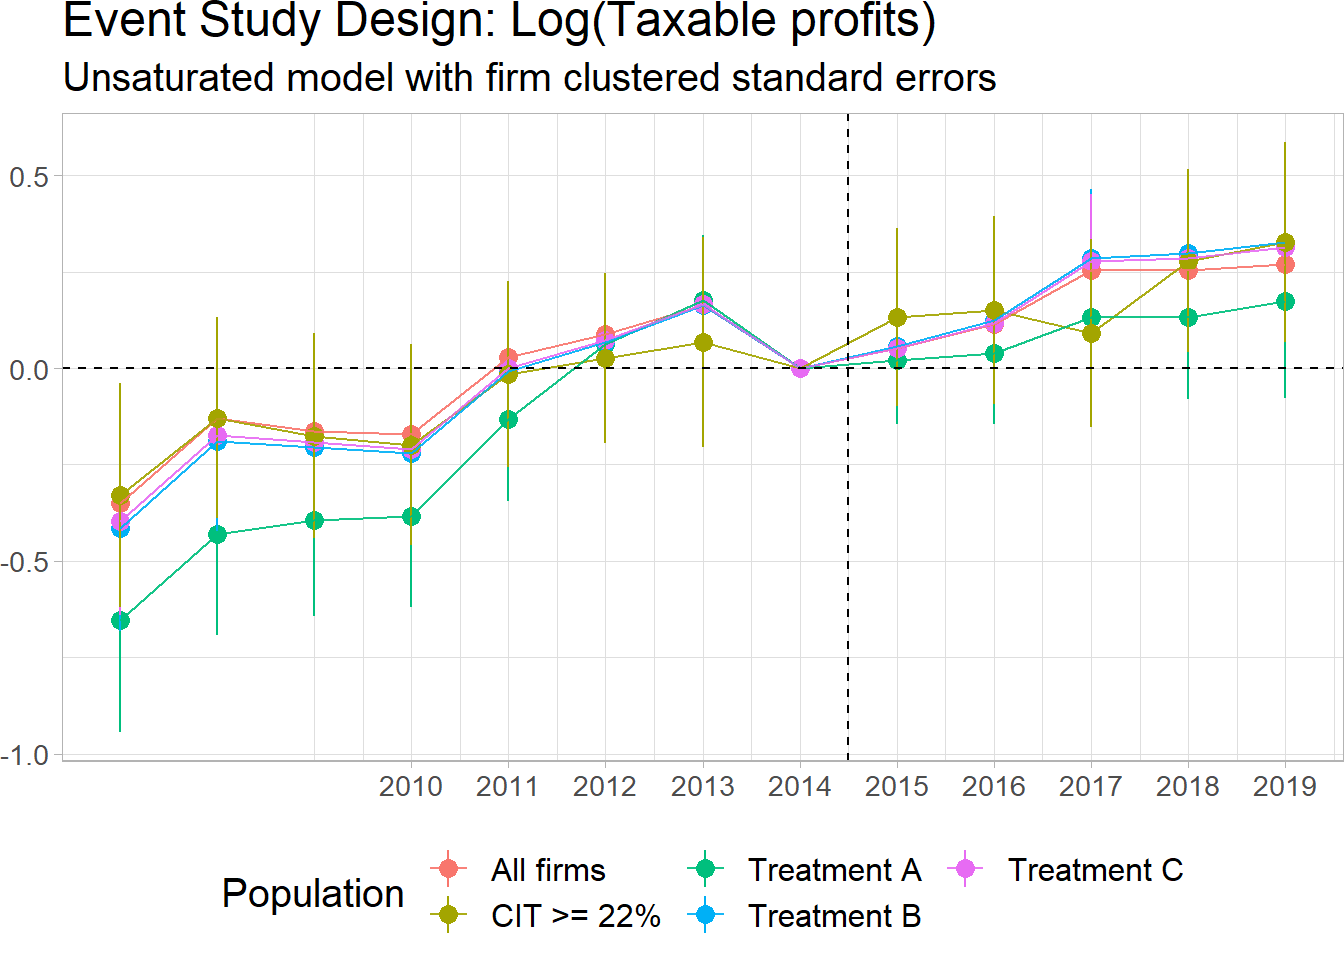 Event Study Design: Log(Taxable profits)
Unsaturated model with firm clustered standard errors
0.5
0.0
-0.5
-1.0
2010 2011 2012 2013 2014 2015 2016 2017 2018 2019
Population
All firms
CIT >= 22%
Treatment A
Treatment B
Treatment C